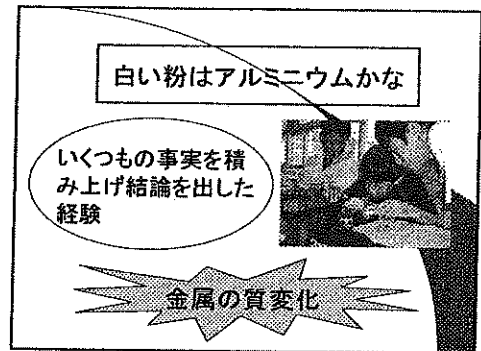 白い粉はアルミニウムかな
いくつもの事実を積
み上げ結論を出した
経験
金属の質変化